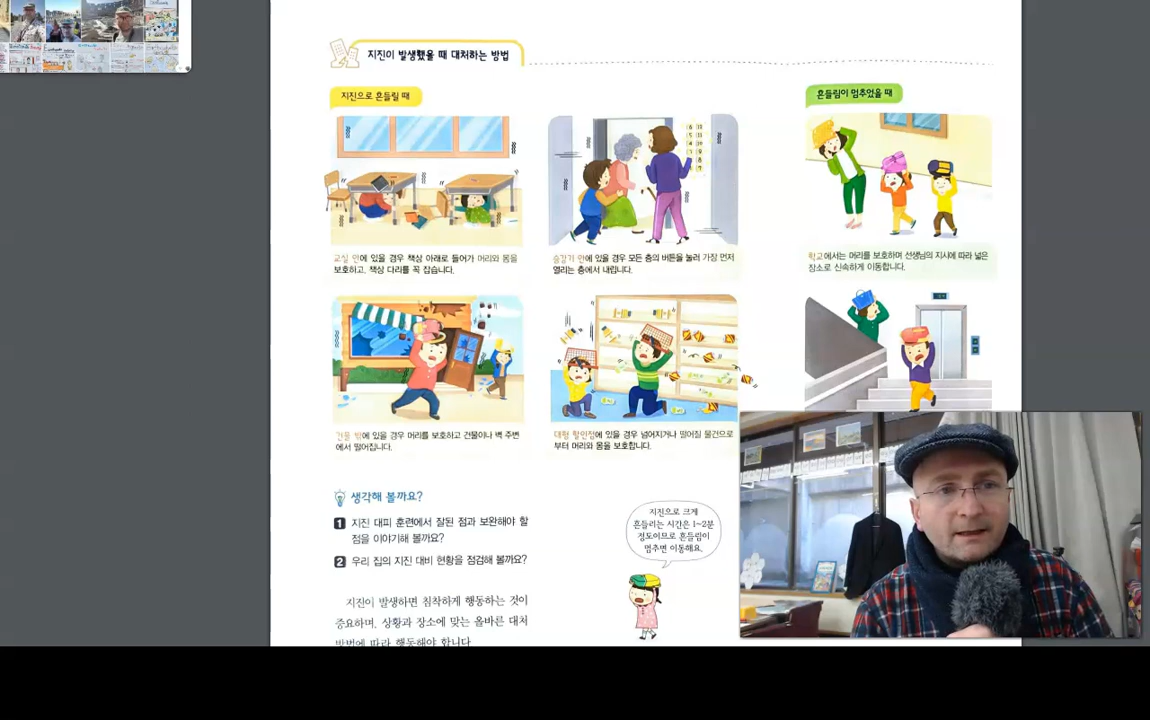 지진이 발생했을 때 대처하는 방법
지진으로 흔들릴 때
흔들림이 멈추었을 때
교실 안에 있을 경우 책상 아래로 들어가 머리와 몸을
보호하고, 책상 다리를 꼭 잡습니다.
승강기 안에 있을 경우 모든 층의 버튼을 눌러 가장 먼저
열리는 층에서 내립니다.
학교에서는 머리를 보호하며 선생님의 지시에 따라 넓은
장소로 신속하게 이동합니다.
건물 밖에 있을 경우 머리를 보호하고 건물이나 벽 주변
에서 떨어집니다.
대형 할인점에 있을 경우 넘어지거나 떨어질 물건으로
부터 머리와 몸을 보호합니다.
생각해 볼까요?
1 지진 대피 훈련에서 잘된 점과 보완해야 할
점을 이야기해 볼까요?
2 우리 집의 지진 대비 현황을 점검해 볼까요?
지진으로 크게
흔들리는 시간은 1~2분
정도이므로 흔들림이
멈추면 이동해요.
지진이 발생하면 침착하게 행동하는 것이
중요하며, 상황과 장소에 맞는 올바른 대처
방법에 따라 행동해야 합니다